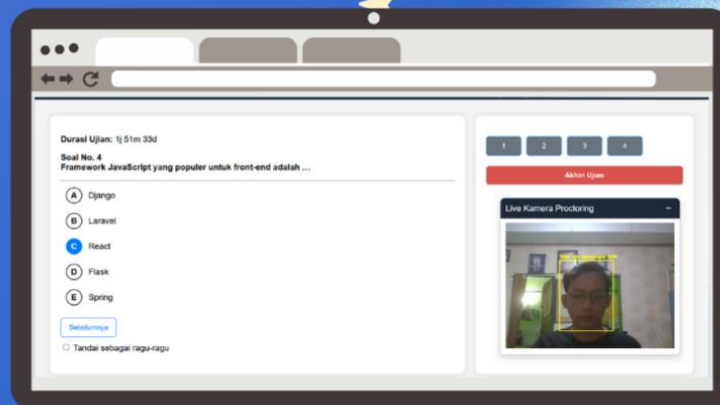 Durasi Ujian: 1j 51m 33d
Soal No. 4
Framework JavaScript yang populer untuk front-end adalah ...
A Django
B Laravel
C React
D Flask
E Spring
Sebelumnya
Tandai sebagai ragu-ragu
1 2 3 4
Akhiri Ujian
Live Kamera Proctoring